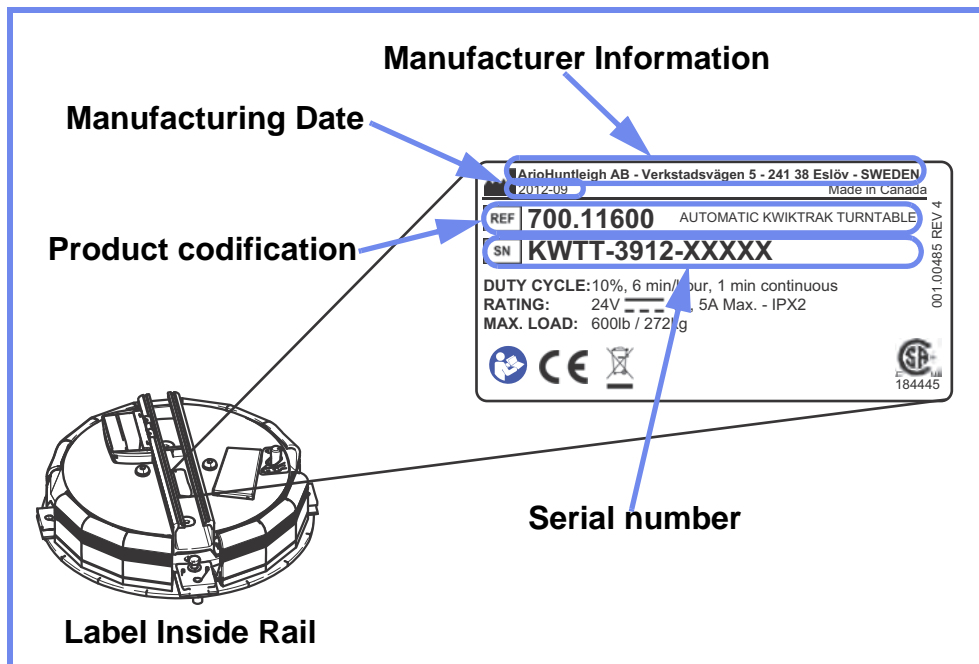 Manufacturer Information
Manufacturing Date
ArjoHuntleigh AB - Verkstadsvägen 5 - 241 38 Eslöv - SWEDEN
2012-09
Made in Canada
Product codification
REF 700.11600 AUTOMATIC KWIKTRAK TURNTABLE
SN KWTT-3912-XXXXX
DUTY CYCLE:10%, 6 min/hour, 1 min continuous
RATING: 24V , 5A Max. - IPX2
MAX. LOAD: 600lb / 272kg
001.00485 REV 4
CE
184445
Serial number
Label Inside Rail